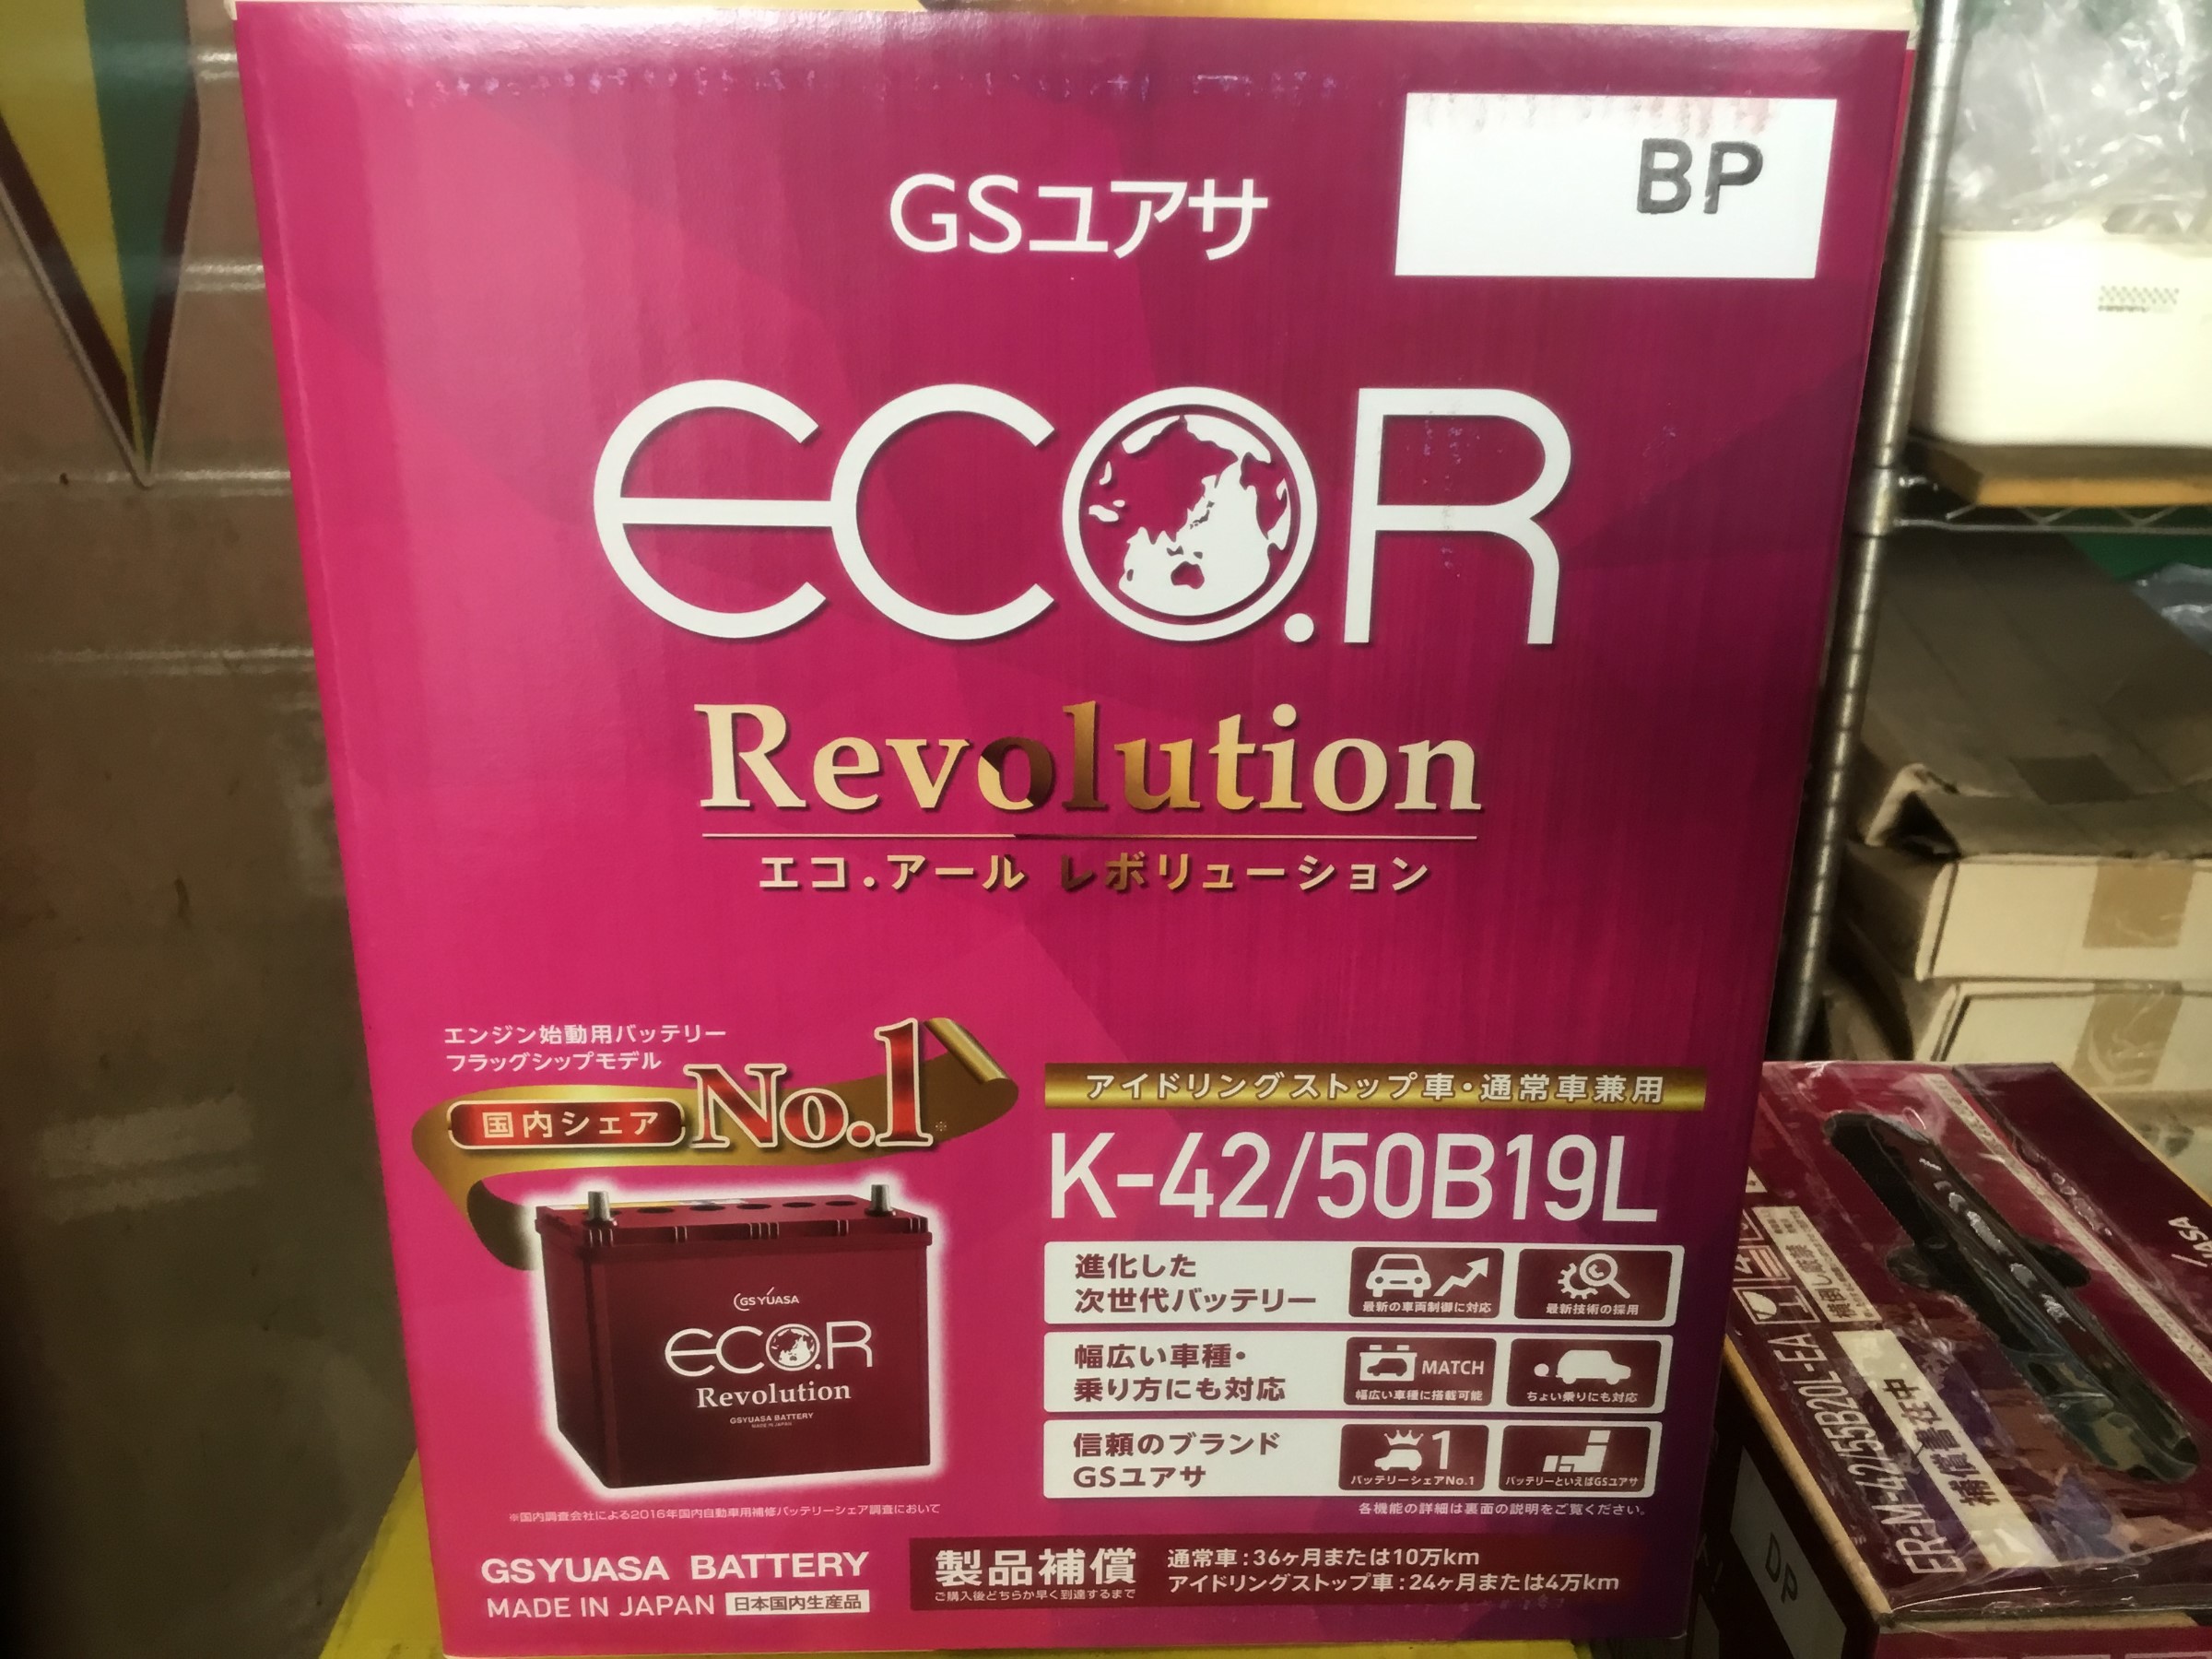 BP
GSユアサ
ECO.R
Revolution
エコ.アール レボリューション
エンジン始動用バッテリー
フラッグシップモデル
国内シェア No.1※
GSYUASA
ECO.R
Revolution
GSYUASA BATTERY
MADE IN JAPAN
※国内調査会社による2016年国内自動車用補修バッテリーシェア調査において
アイドリングストップ車・通常車兼用
K-42/50B19L
進化した
次世代バッテリー
最新の車両制御に対応
最新技術の採用
幅広い車種・
乗り方にも対応
MATCH
幅広い車種に搭載可能
ちょい乗りにも対応
信頼のブランド
GSユアサ
1
バッテリーシェアNo.1
バッテリーといえばGSユアサ
各機能の詳細は裏面の説明をご覧ください。
GSYUASA BATTERY
MADE IN JAPAN 日本国内生産品
製品補償
ご購入後どちらか早く到達するまで
通常車:36ヶ月または10万km
アイドリングストップ車:24ヶ月または4万km
ER-M-42/55B20L-EA
補償書在中
横倒し厳禁
DP